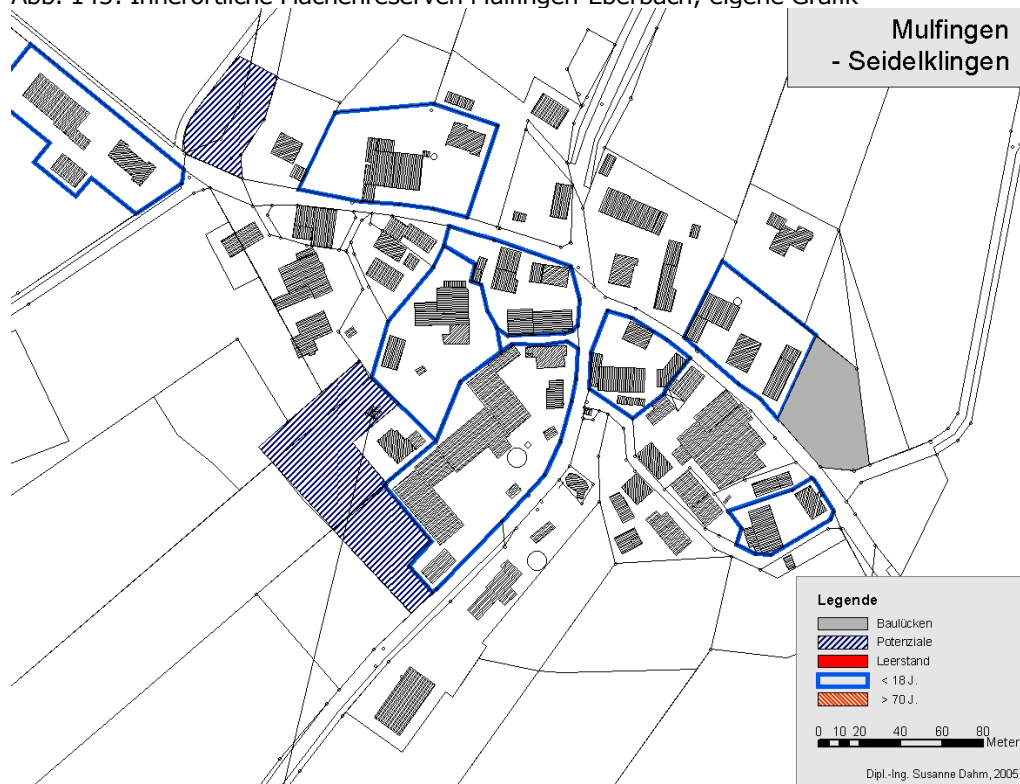 Abb. 145: Innerörtliche Flächenreserven Mulfingen-Eberbach, eigene Grafik
Mulfingen
- Seidelklingen
Legende
Baulücken
Potenziale
Leerstand
< 18 J.
> 70 J.
0 10 20 40 60 80
Meter
Dipl.-Ing. Susanne Dahm, 2005